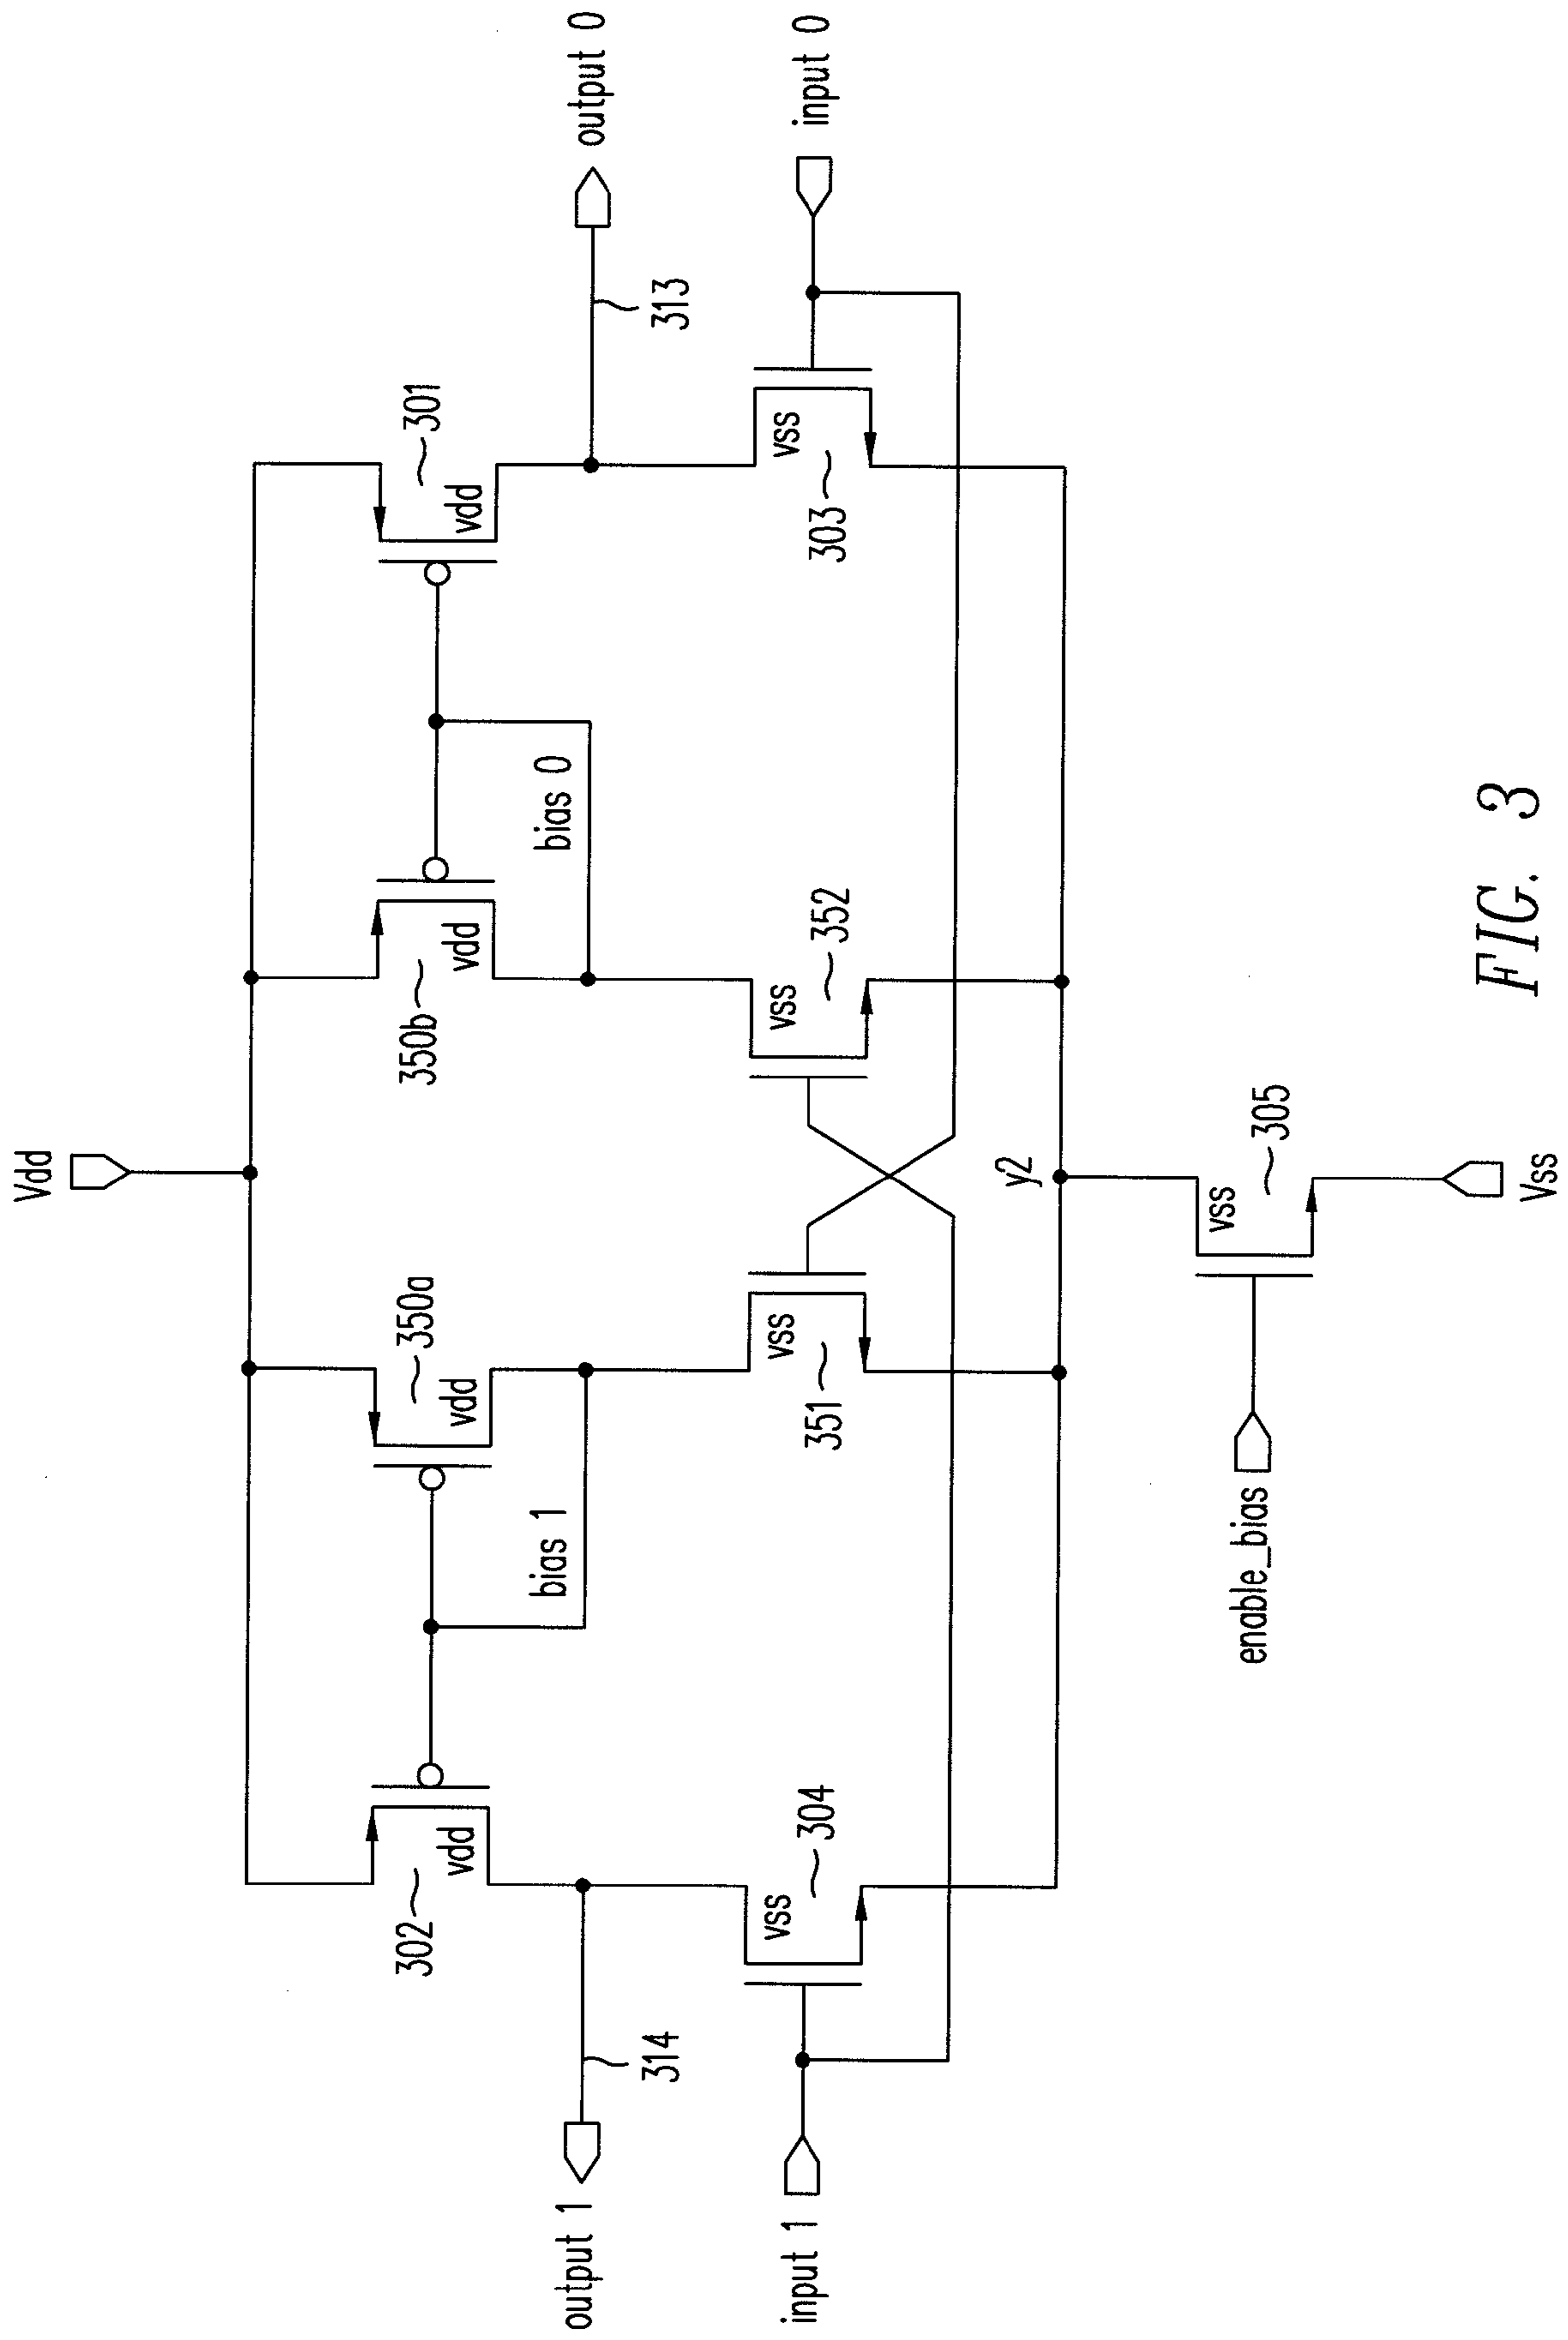 Vdd
302
vdd
350a
vdd
350b
vdd
301
vdd
bias 1
bias 0
output 1
314
313
output 0
input 1
vss
304
vss
351
vss
352
vss
303
input 0
y2
enable_bias
vss
305
Vss
FIG. 3